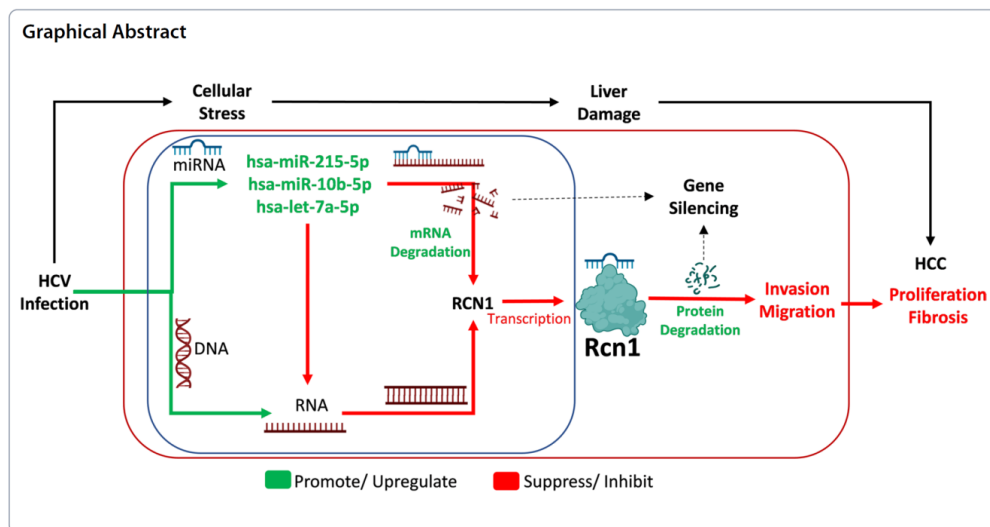 Graphical Abstract
Cellular
Stress
Liver
Damage
miRNA
hsa-miR-215-5p
hsa-miR-10b-5p
hsa-let-7a-5p
mRNA
Degradation
Gene
Silencing
HCV
Infection
HCC
Proliferation
Fibrosis
RCN1
Transcription
Rcn1
Protein
Degradation
Invasion
Migration
DNA
RNA
Promote/ Upregulate
Suppress/ Inhibit